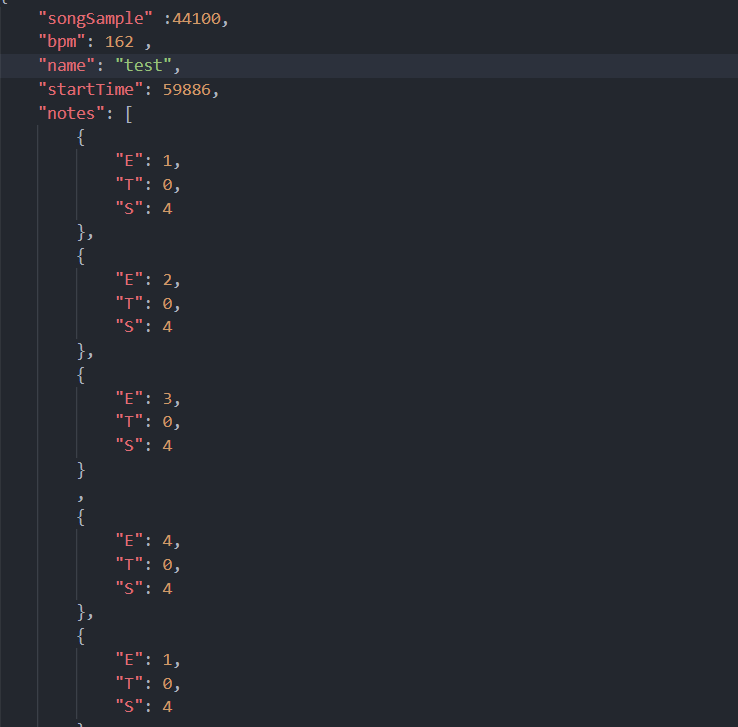 {
"songSample" :44100,
"bpm": 162 ,
"name": "test",
"startTime": 59886,
"notes": [
{
"E": 1,
"T": 0,
"S": 4
},
{
"E": 2,
"T": 0,
"S": 4
},
{
"E": 3,
"T": 0,
"S": 4
}
,
{
"E": 4,
"T": 0,
"S": 4
},
{
"E": 1,
"T": 0,
"S": 4
}